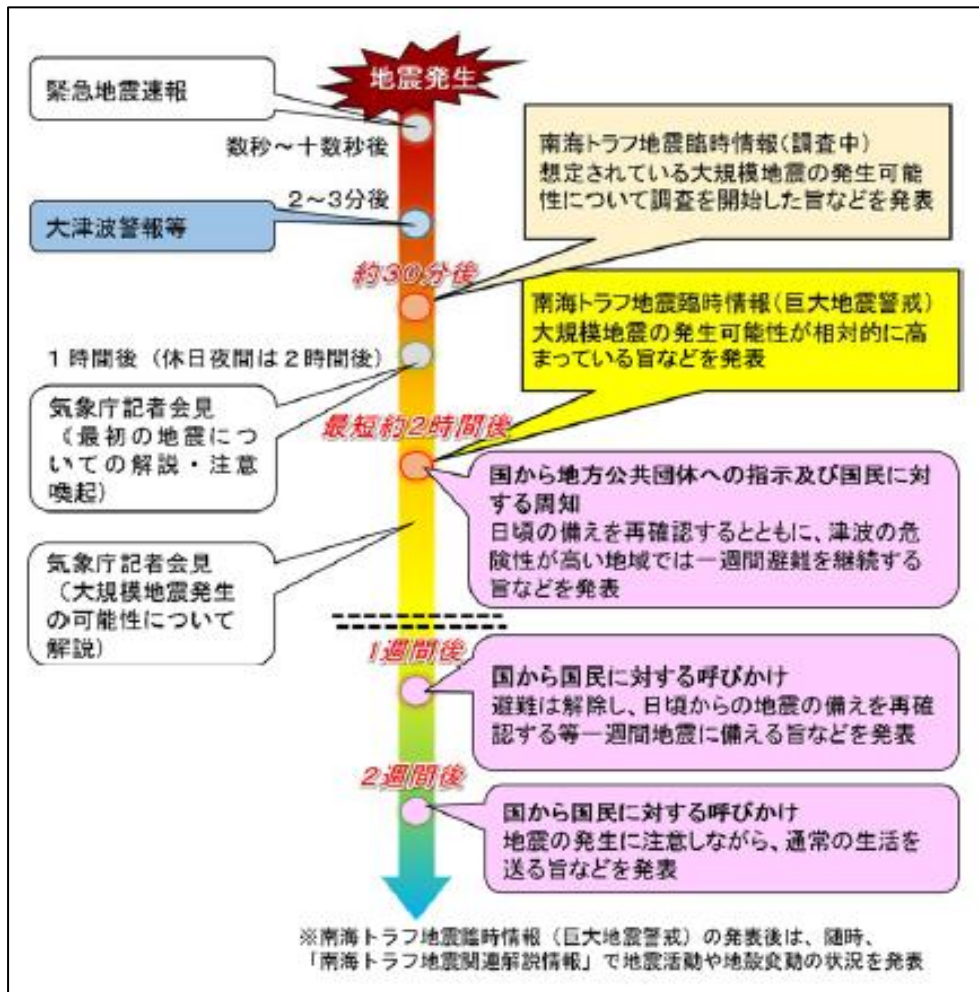 地震発生
緊急地震速報
数秒～十数秒後
南海トラフ地震臨時情報(調査中)
想定されている大規模地震の発生可能
性について調査を開始した旨などを発表
2～3分後
大津波警報等
約30分後
南海トラフ地震臨時情報(巨大地震警戒)
大規模地震の発生可能性が相対的に高
まっている旨などを発表
1時間後（休日夜間は2時間後）
気象庁記者会見
（最初の地震につ
いての解説・注意
喚起）
最短約2時間後
国から地方公共団体への指示及び国民に対
する周知
日頃の備えを再確認するとともに、津波の危
険性が高い地域では一週間避難を継続する
旨などを発表
気象庁記者会見
（大規模地震発生
の可能性について
解説）
1週間後
国から国民に対する呼びかけ
避難は解除し、日頃からの地震の備えを再確
認する等一週間地震に備える旨などを発表
2週間後
国から国民に対する呼びかけ
地震の発生に注意しながら、通常の生活を
送る旨などを発表
※南海トラフ地震臨時情報（巨大地震警戒）の発表後は、随時、
「南海トラフ地震関連解説情報」で地震活動や地殻変動の状況を発表